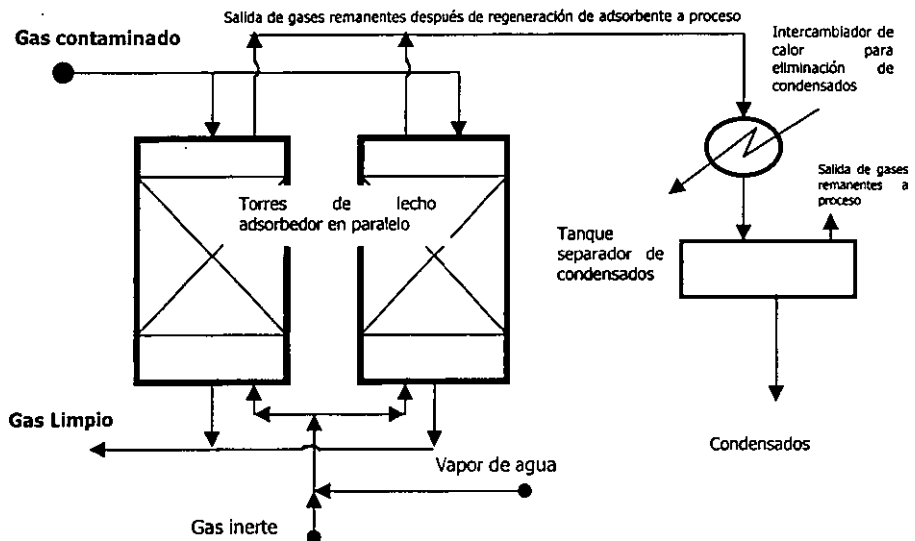 Salida de gases remanentes después de regeneración de adsorbente a proceso
Gas contaminado
Intercambiador de
calor para
eliminación de
condensados
Torres de lecho
adsorbedor en paralelo
Salida de gases
remanentes a
proceso
Tanque
separador de
condensados
Gas Limpio
Condensados
Vapor de agua
Gas inerte